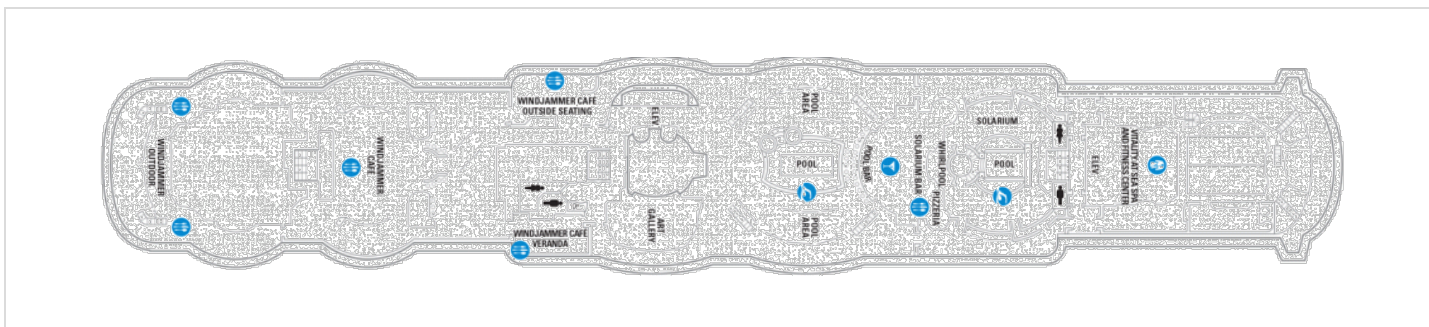 WINDJAMMER
OUTDOOR
WINDJAMMER
CAFE
WINDJAMMER CAFE
OUTSIDE SEATING
WINDJAMMER CAFE
VERANDA
ELEV
ART
GALLERY
POOL
AREA
POOL
POOL
AREA
POOL BAR
SOLARIUM BAR
WHIRLPOOL PIZZERIA
SOLARIUM
POOL
ELEV
VITALITY AT SEA SPA
AND FITNESS CENTER